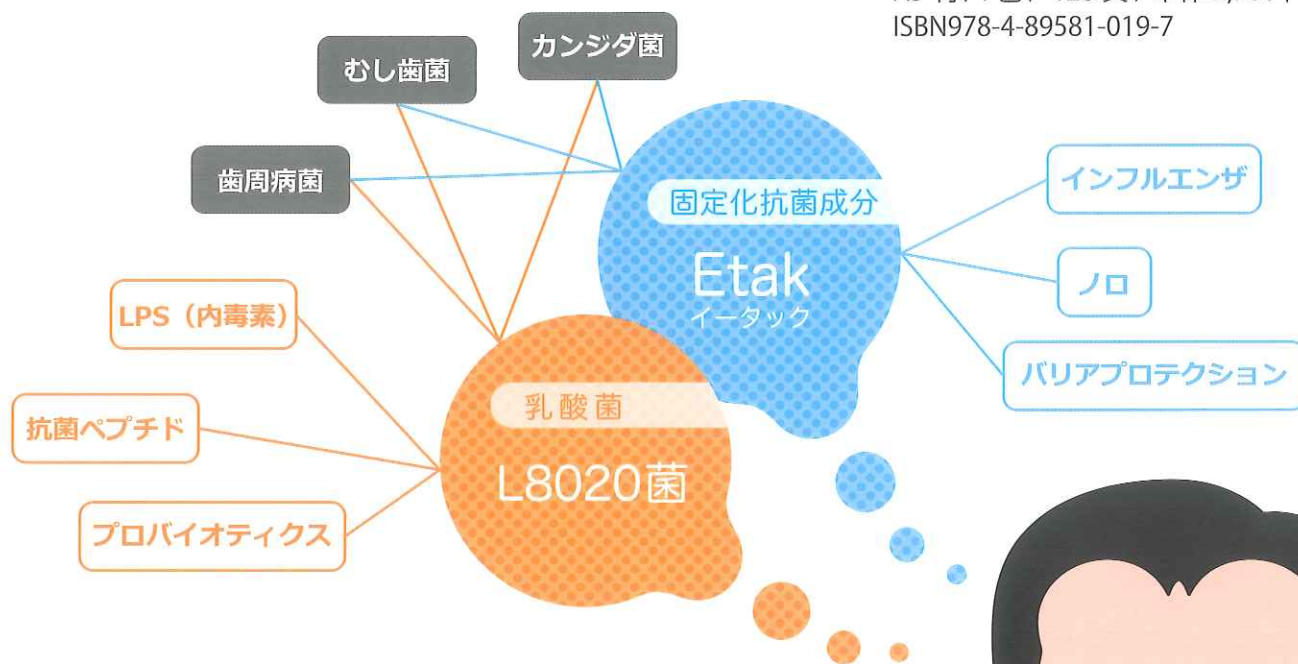 ISBN978-4-89581-019-7
カンジダ菌
むし歯菌
歯周病菌
固定化抗菌成分
Etak
イータック
インフルエンザ
ノロ
バリアプロテクション
LPS（内毒素）
抗菌ペプチド
プロバイオティクス
乳酸菌
L8020菌